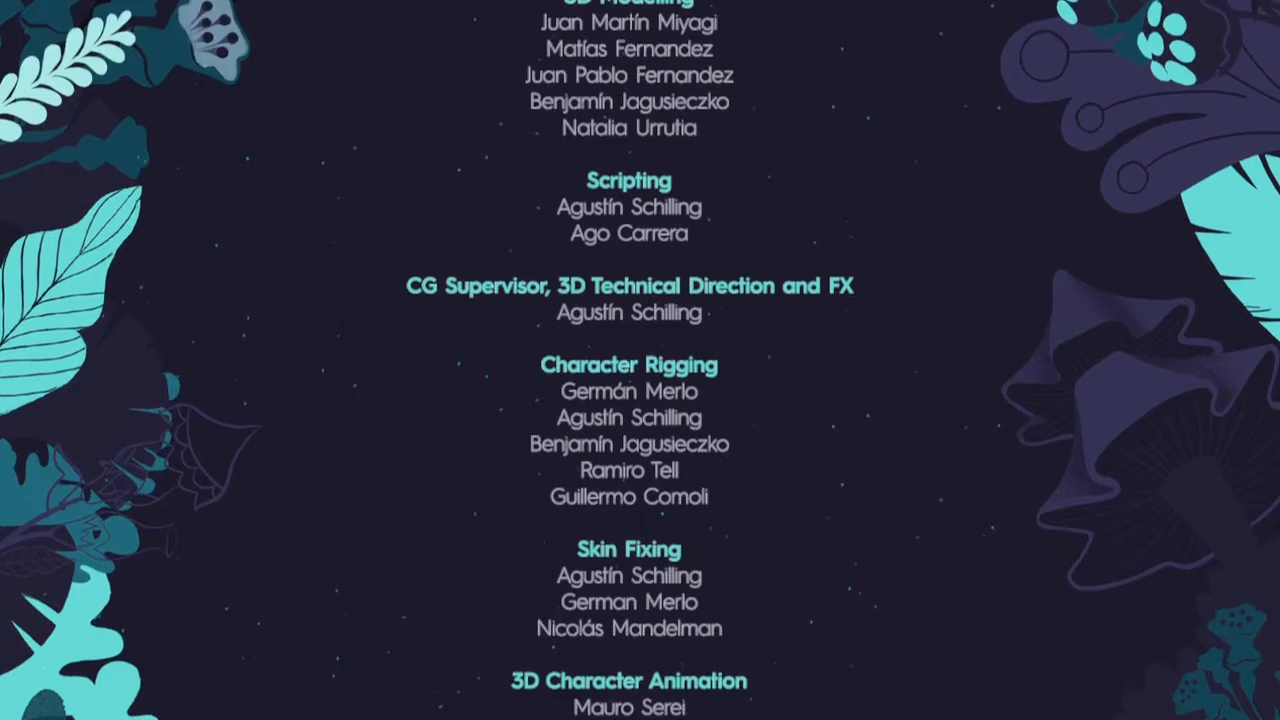 3D Modelling
Juan Martín Miyagi
Matías Fernandez
Juan Pablo Fernandez
Benjamín Jagusieczko
Natalia Urrutia
Scripting
Agustín Schilling
Ago Carrera
CG Supervisor, 3D Technical Direction and FX
Agustín Schilling
Character Rigging
Germán Merlo
Agustín Schilling
Benjamín Jagusieczko
Ramiro Tell
Guillermo Comoli
Skin Fixing
Agustín Schilling
German Merlo
Nicolás Mandelman
3D Character Animation
Mauro Serei